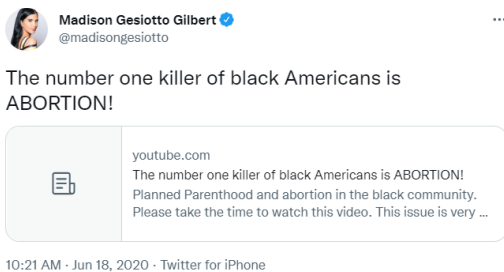 Madison Gesiotto Gilbert
@madisongesiotto
The number one killer of black Americans is
ABORTION!
youtube.com
The number one killer of black Americans is ABORTION!
Planned Parenthood and abortion in the black community.
Please take the time to watch this video. This issue is very ...
10:21 AM · Jun 18, 2020 · Twitter for iPhone